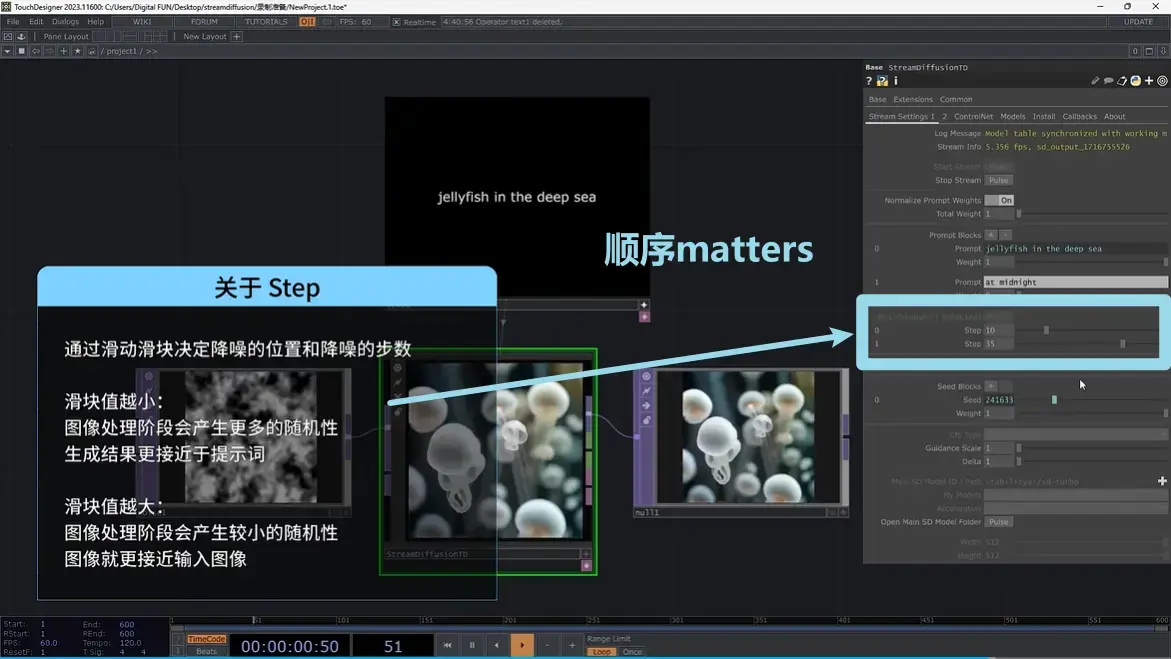 TouchDesigner 2023.11600: C:/Users/Digital FUN/Desktop/streamdiffusion/录制准备/NewProject.1.toe*
File Edit Dialogs Help WIKI FORUM TUTORIALS OII FPS: 60 Realtime 4:40:56 Operator text1 deleted. UPDATE
Pane Layout New Layout +
/ project1 / >>
jellyfish in the deep sea
顺序matters
关于 Step
通过滑动滑块决定降噪的位置和降噪的步数
滑块值越小：
图像处理阶段会产生更多的随机性
生成结果更接近于提示词
滑块值越大：
图像处理阶段会产生较小的随机性
图像就更接近输入图像
StreamDiffusionTD
null1
Base StreamDiffusionTD
Base Extensions Common
Stream Settings 1 2 ControlNet Models Install Callbacks About
Log Message Model table synchronized with working m
Stream Info 5.356 fps, sd_output_1716755526
Start Stream Pulse
Stop Stream Pulse
Normalize Prompt Weights On
Total Weight 1
Prompt Blocks + -
0 Prompt jellyfish in the deep sea
Weight 1
1 Prompt at midnight
0 Step 10
1 Step 35
Seed Blocks +
0 Seed 241633
Weight 1
Cfg Type
Guidance Scale 1
Delta 1
Main SD Model ID / Path stabilityai/sd-turbo
My Models
Acceleration
Open Main SD Model Folder Pulse
Width 512
Height 512
Start: 1 End: 600
RStart: 1 REnd: 600
FPS: 60.0 Tempo: 120.0
ResetF: 1 T Sig: 4 4
1 51 101 151 201 251 301 351 401 451 501 551 600
TimeCode
Beats
00:00:00:50
51
Range Limit
Loop Once